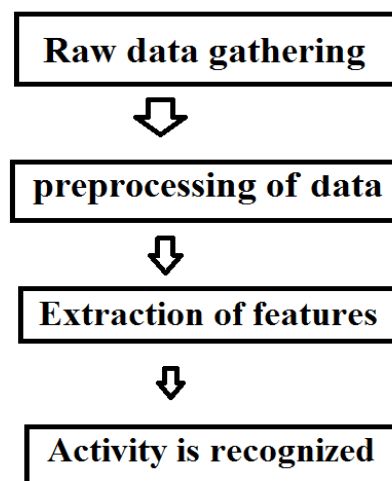 Raw data gathering
preprocessing of data
Extraction of features
Activity is recognized